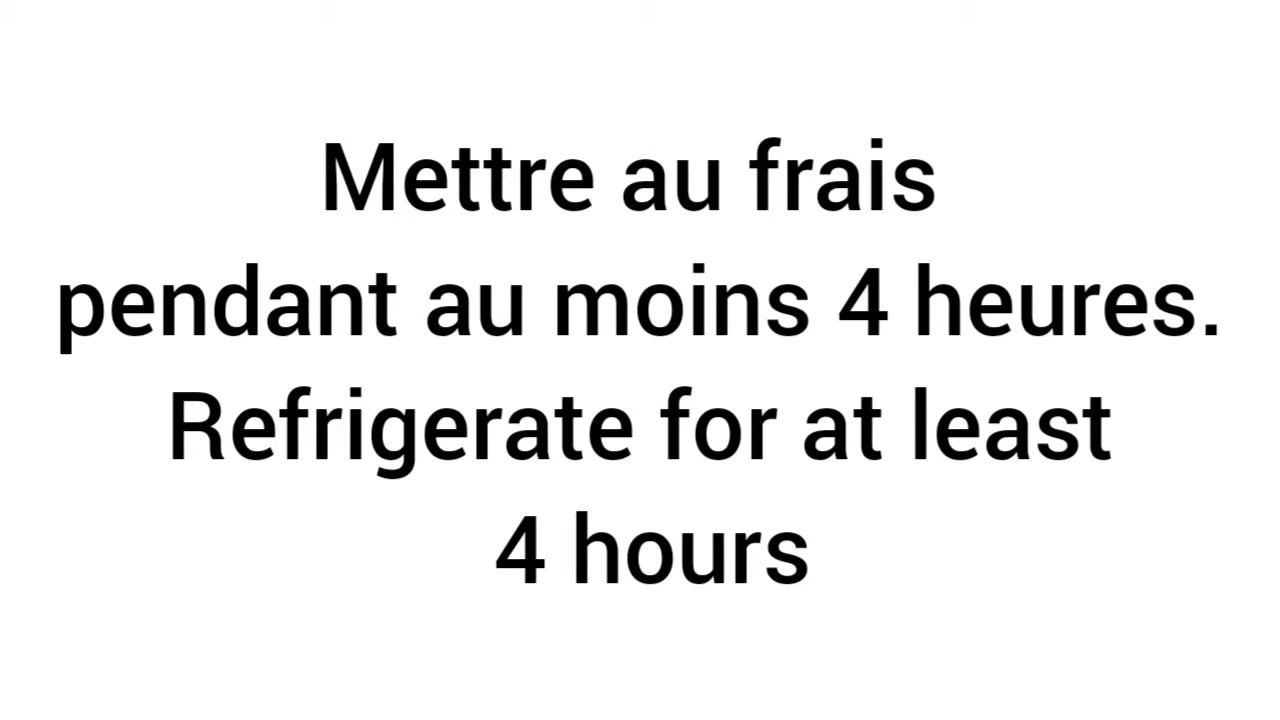 Mettre au frais
pendant au moins 4 heures.
Refrigerate for at least
4 hours